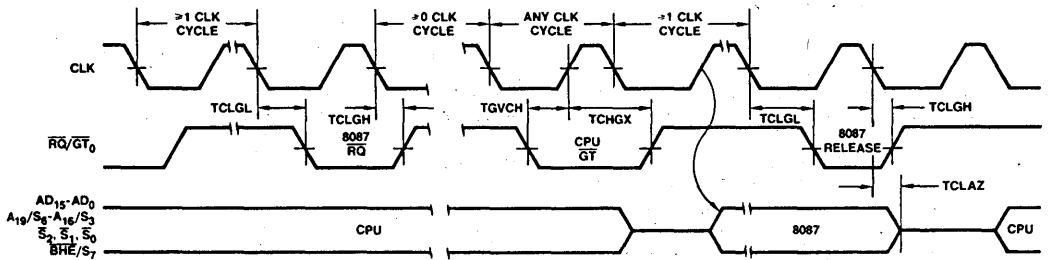 ≥1 CLK CYCLE
≥0 CLK CYCLE
ANY CLK CYCLE
≥1 CLK CYCLE
CLK
TCLGL
TCLGH
TGVCH
TCHGX
TCLGL
TCLGH
RQ/GT0
8087 RQ
CPU GT
8087 RELEASE
TCLAZ
AD15-AD0
A19/S6-A16/S3
S2, S1, S0
BHE/S7
CPU
8087
CPU